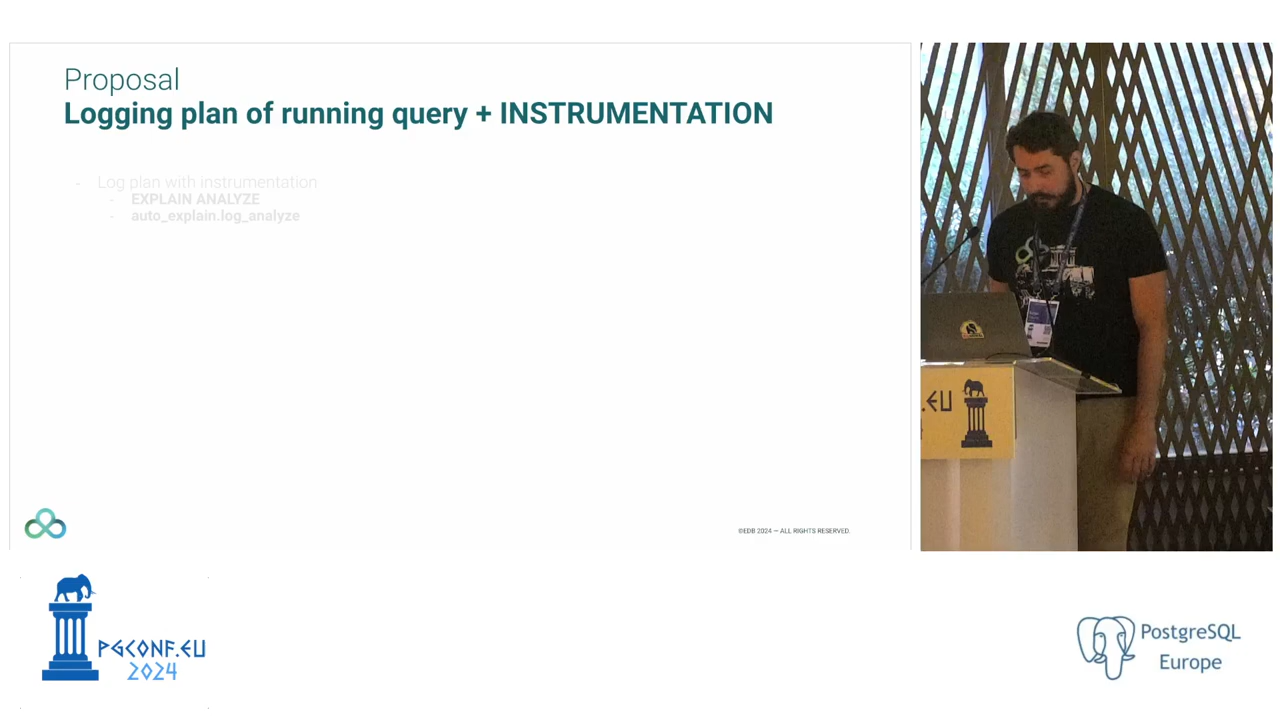 Proposal
Logging plan of running query + INSTRUMENTATION
- Log plan with instrumentation
- EXPLAIN ANALYZE
- auto_explain.log_analyze
©EDB 2024 — ALL RIGHTS RESERVED.
.EU
PGCONF.EU
2024
PostgreSQL
Europe